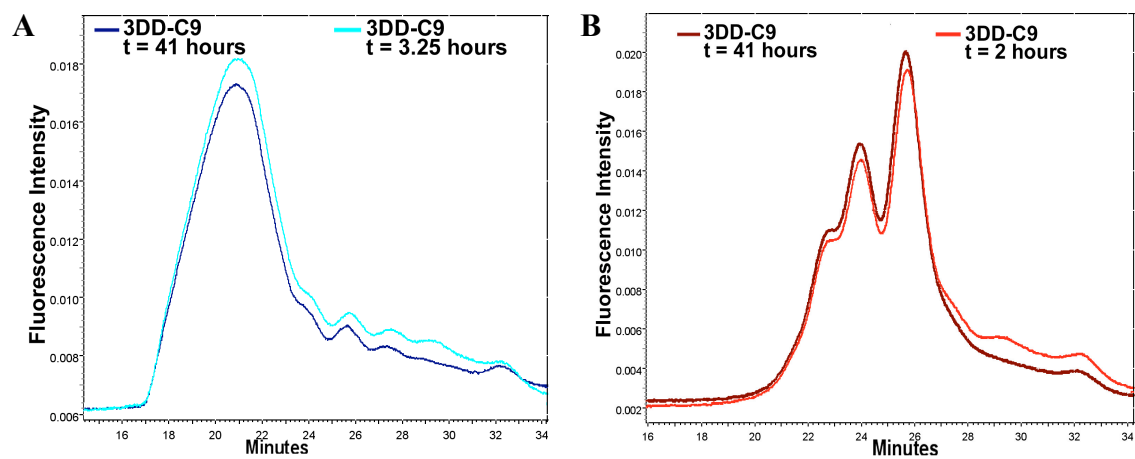 A
3DD-C9
t = 41 hours
3DD-C9
t = 3.25 hours
Fluorescence Intensity
0.018
0.016
0.014
0.012
0.010
0.008
0.006
16 18 20 22 24 26 28 30 32 34
Minutes
B
3DD-C9
t = 41 hours
3DD-C9
t = 2 hours
Fluorescence Intensity
0.020
0.018
0.016
0.014
0.012
0.010
0.008
0.006
0.004
0.002
16 18 20 22 24 26 28 30 32 34
Minutes